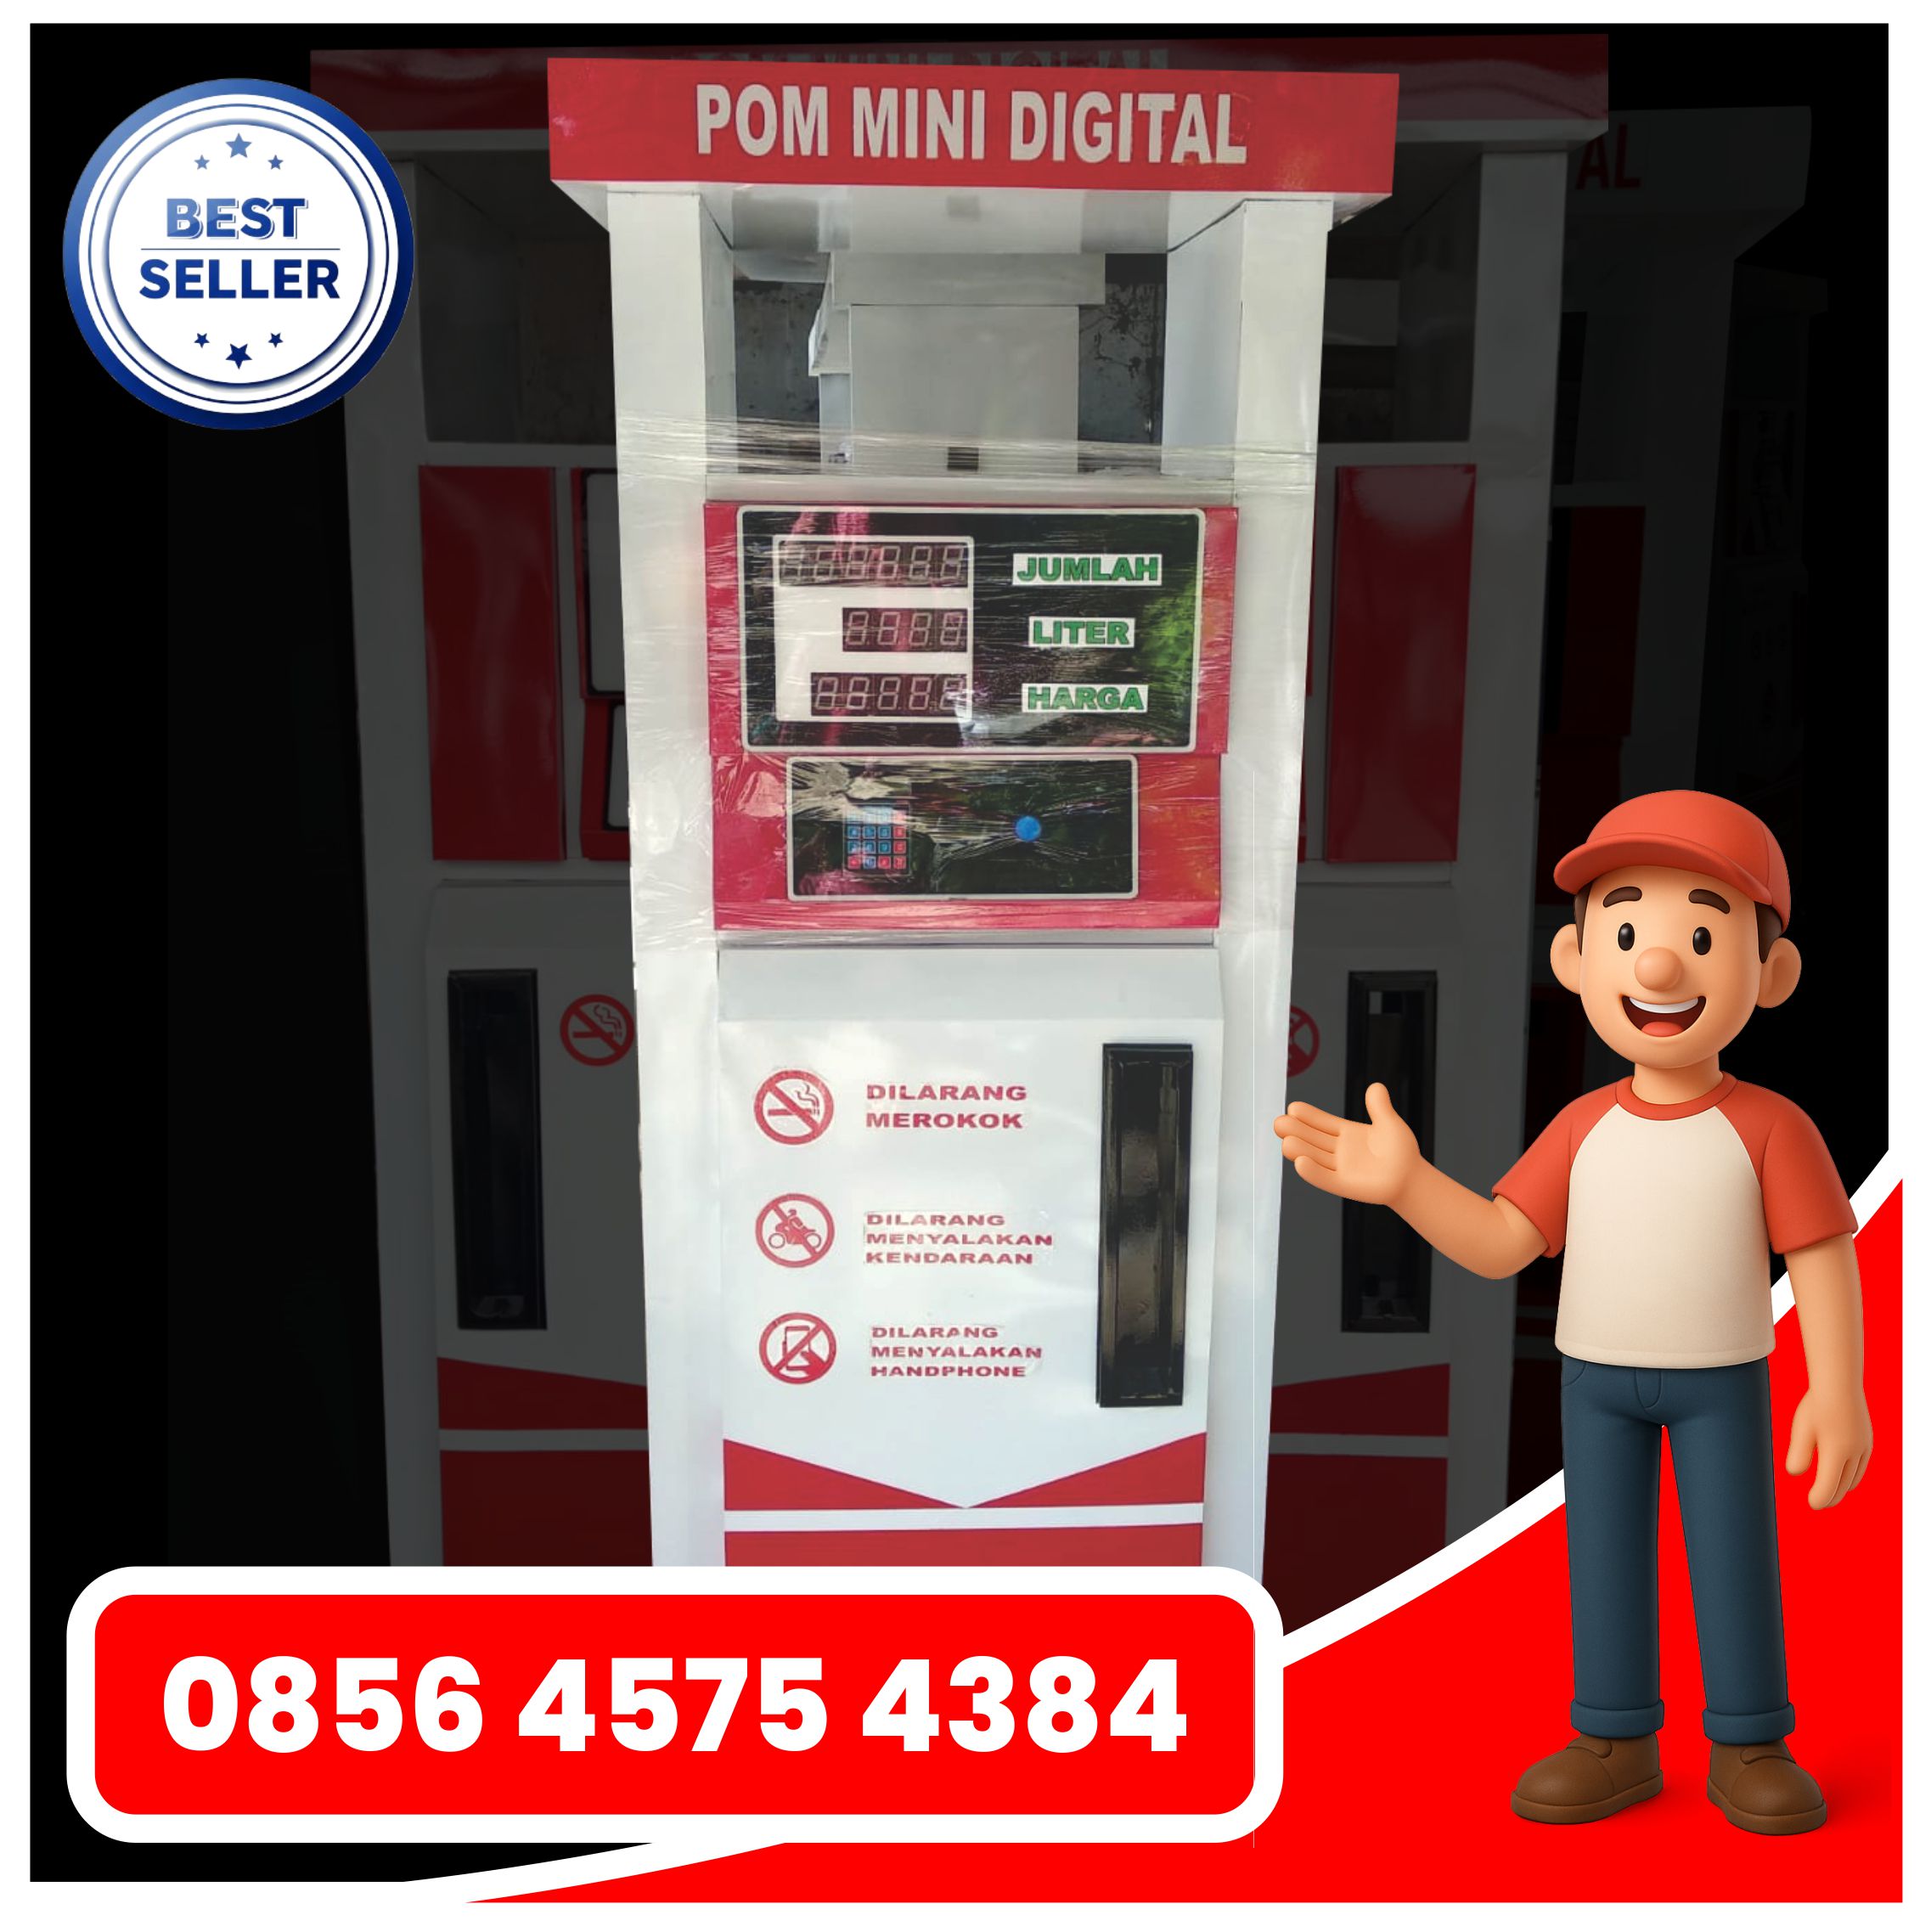 POM MINI DIGITAL
BEST
SELLER
AL
JUMLAH
LITER
HARGA
DILARANG
MEROKOK
DILARANG
MENYALAKAN
KENDARAAN
DILARANG
MENYALAKAN
HANDPHONE
0856 4575 4384